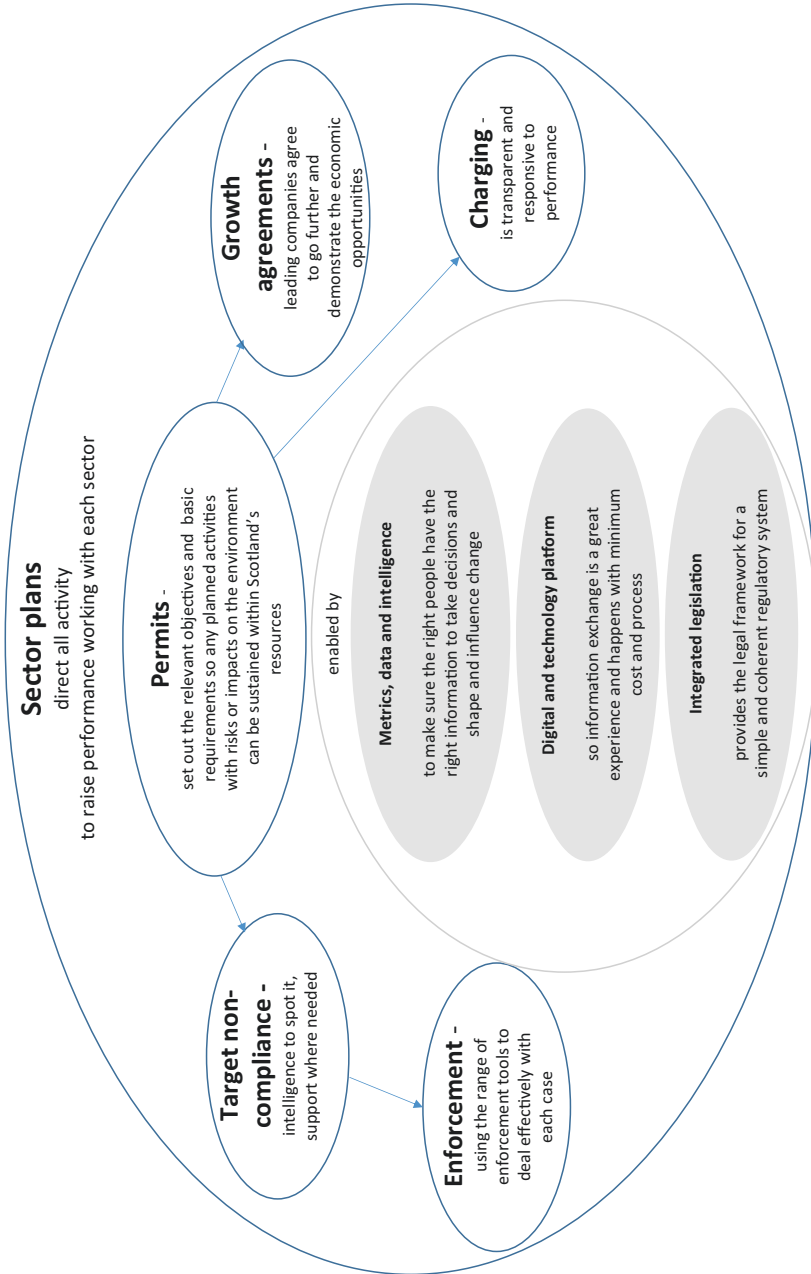 Sector plans
direct all activity
to raise performance working with each sector
Permits -
set out the relevant objectives and basic
requirements so any planned activities
with risks or impacts on the environment
can be sustained within Scotland's
resources
Target non-
compliance -
intelligence to spot it,
support where needed
Enforcement -
using the range of
enforcement tools to
deal effectively with
each case
Growth
agreements -
leading companies agree
to go further and
demonstrate the economic
opportunities
Charging -
is transparent and
responsive to
performance
enabled by
Metrics, data and intelligence
to make sure the right people have the
right information to take decisions and
shape and influence change
Digital and technology platform
so information exchange is a great
experience and happens with minimum
cost and process
Integrated legislation
provides the legal framework for a
simple and coherent regulatory system